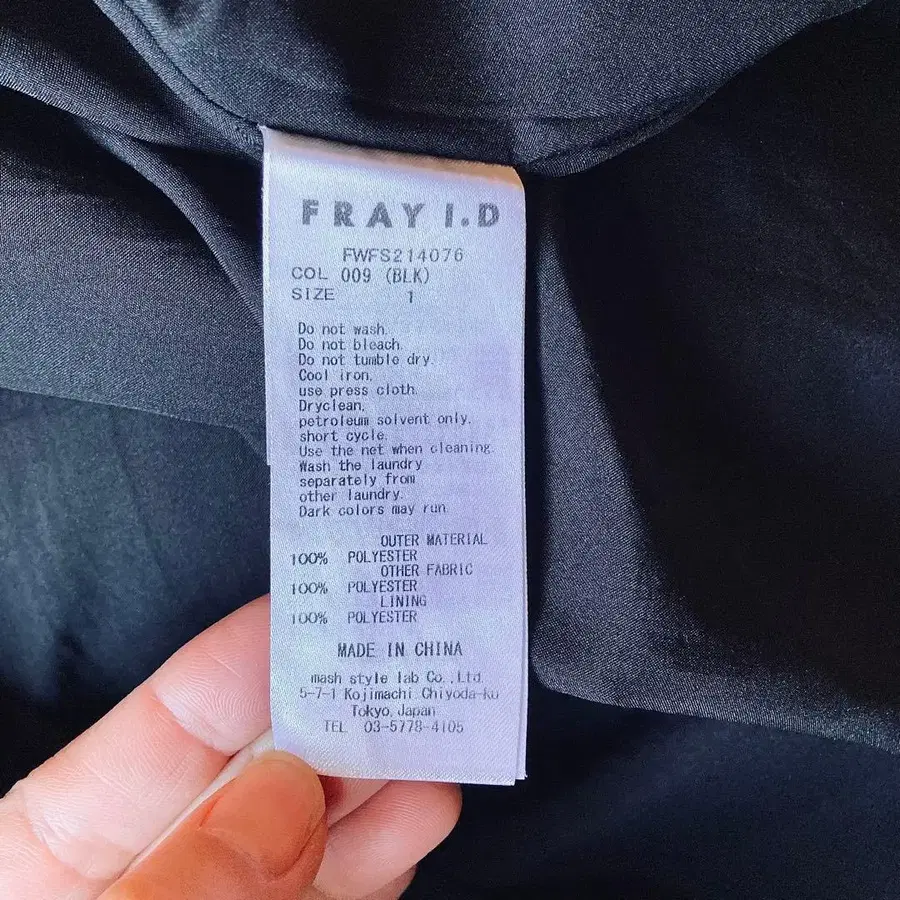 FRAY I.D
FWFS214076
COL 009 (BLK)
SIZE 1
Do not wash.
Do not bleach.
Do not tumble dry.
Cool iron,
use press cloth.
Dryclean,
petroleum solvent only,
short cycle.
Use the net when cleaning.
Wash the laundry
separately from
other laundry.
Dark colors may run
OUTER MATERIAL
100% POLYESTER
OTHER FABRIC
100% POLYESTER
LINING
100% POLYESTER
MADE IN CHINA
mash style lab Co.,Ltd.
5-7-1 Kojimachi Chiyoda-ku
Tokyo,Japan
TEL 03-5778-4105